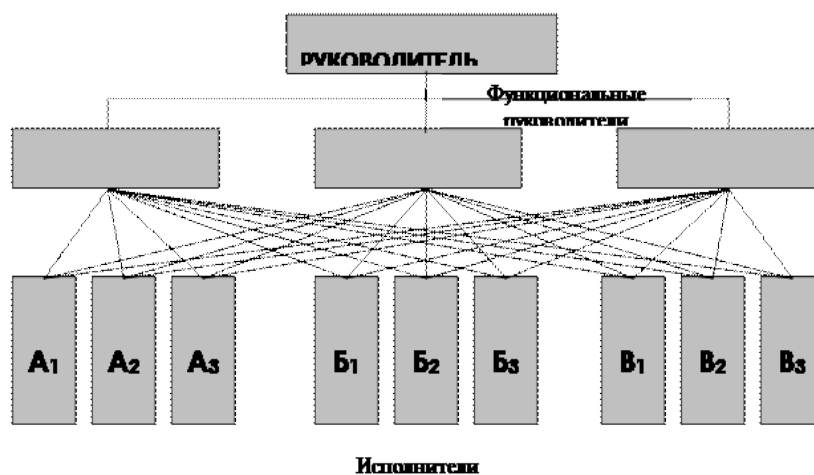 РУКОВОДИТЕЛЬ
Функциональные
руководители
А1 А2 А3 Б1 Б2 Б3 В1 В2 В3
Исполнители